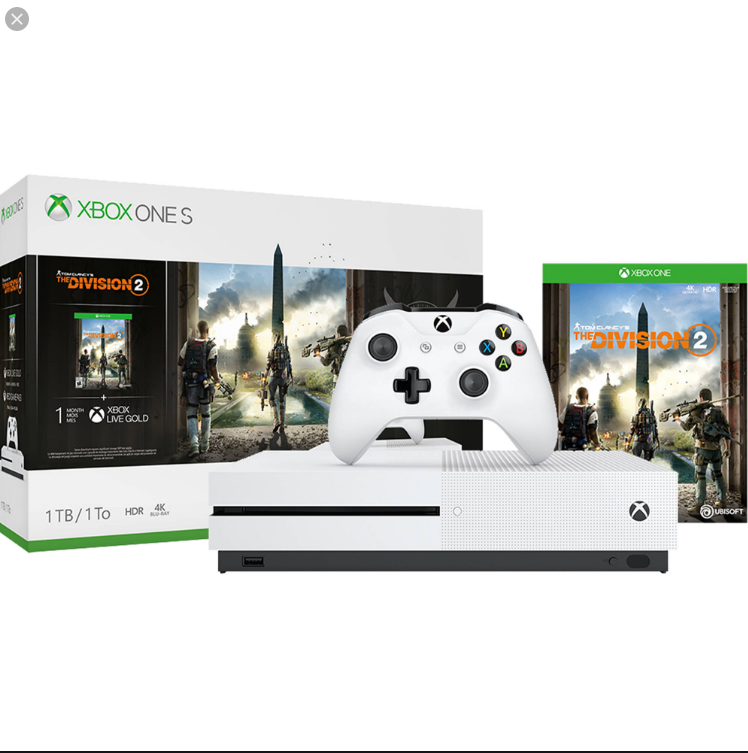 XBOX ONE S
TOM CLANCY'S
THE DIVISION 2
+
1 MONTH
MOIS
MES
XBOX
LIVE GOLD
1TB / 1To HDR 4K
BLU-RAY
XBOX ONE
4K HDR
TOM CLANCY'S
THE DIVISION 2
UBISOFT
Y
X B
A